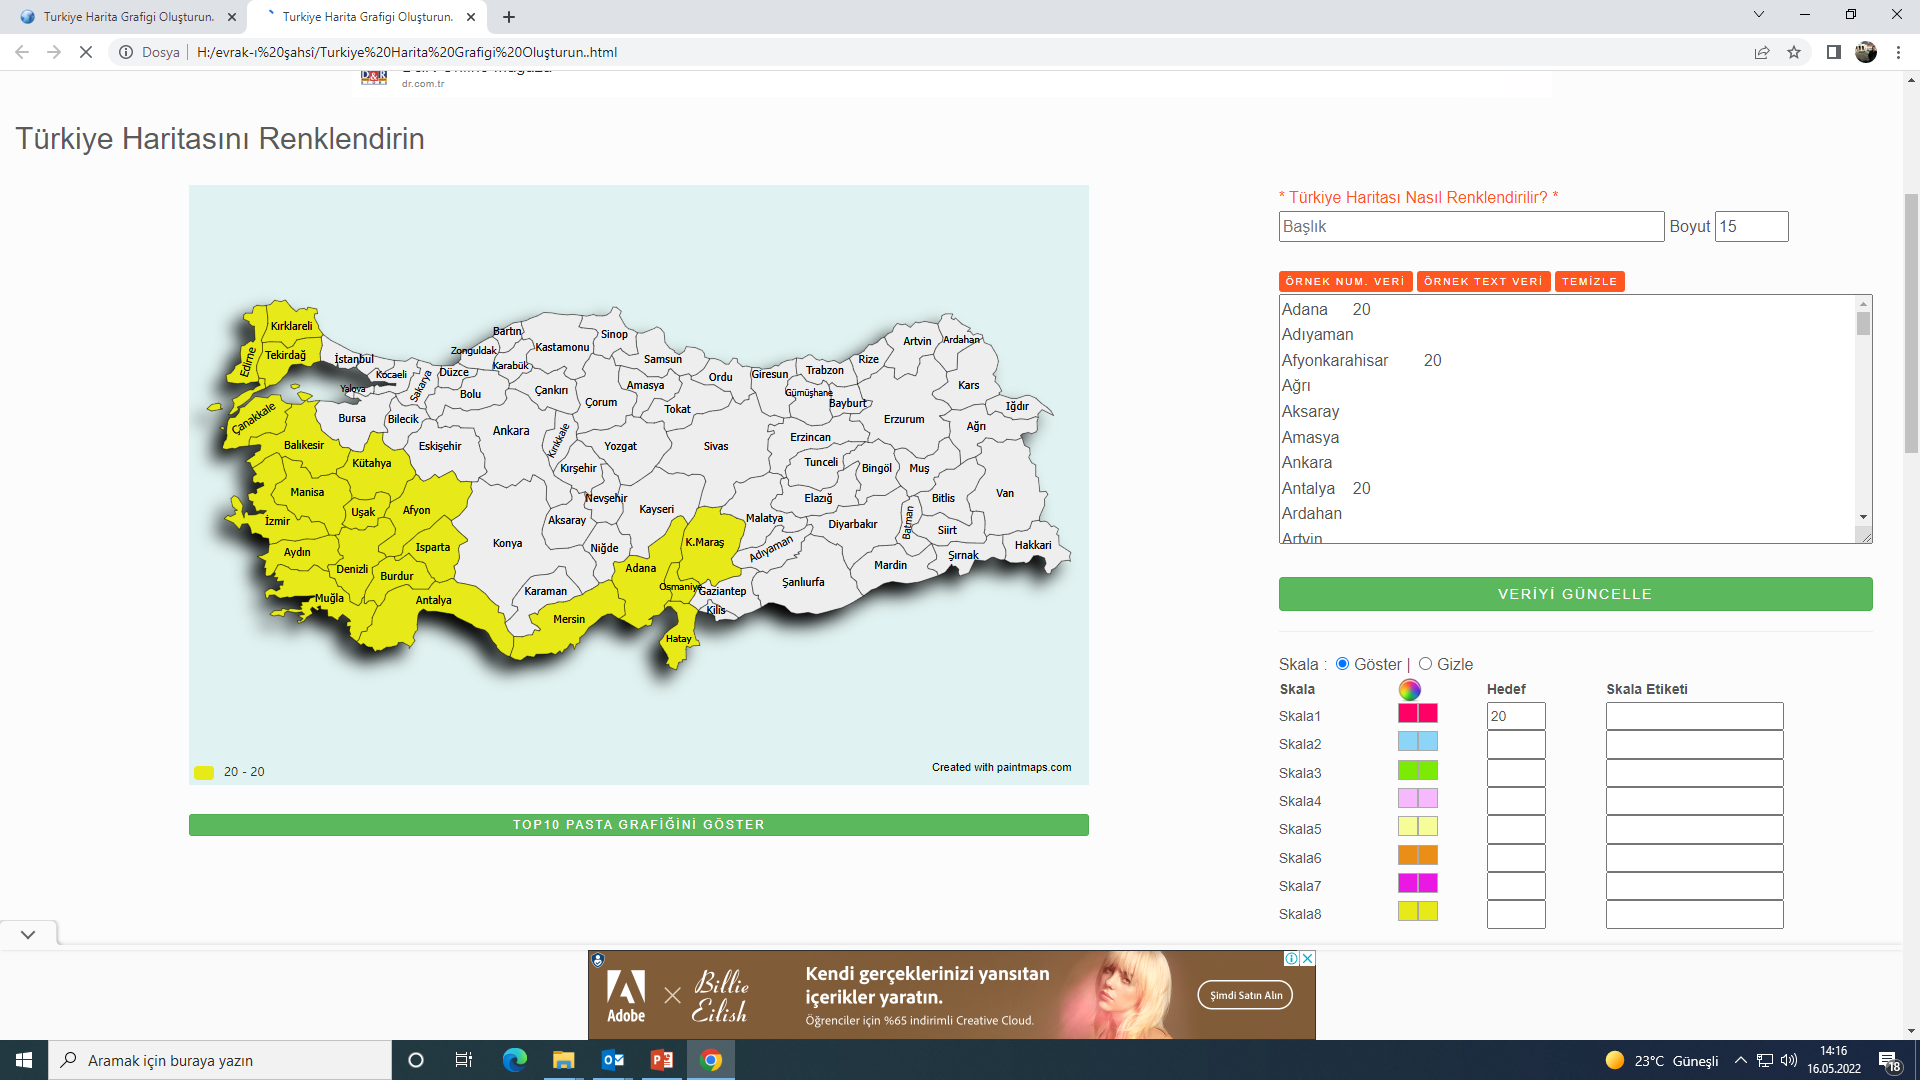 Turkiye Harita Grafigi Oluşturun.
Turkiye Harita Grafigi Oluşturun.
Dosya
H:/evrak-ı%20şahsî/Turkiye%20Harita%20Grafigi%20Oluşturun..html
D&R
dr.com.tr
Türkiye Haritasını Renklendirin
Kırklareli
Edirne
Tekirdağ
İstanbul
Kocaeli
Yalova
Sakarya
Düzce
Zonguldak
Bartın
Karabük
Kastamonu
Sinop
Samsun
Ordu
Giresun
Trabzon
Rize
Artvin
Ardahan
Çanakkale
Bursa
Bilecik
Bolu
Çankırı
Çorum
Amasya
Tokat
Gümüşhane
Bayburt
Kars
Iğdır
Balıkesir
Eskişehir
Ankara
Kırıkkale
Yozgat
Sivas
Erzincan
Erzurum
Ağrı
Kütahya
Kırşehir
Tunceli
Bingöl
Muş
Manisa
Uşak
Afyon
Nevşehir
Kayseri
Elazığ
Bitlis
Van
İzmir
Aksaray
Malatya
Diyarbakır
Batman
Siirt
Aydın
Denizli
Isparta
Konya
Niğde
K.Maraş
Adıyaman
Mardin
Şırnak
Hakkari
Burdur
Muğla
Antalya
Karaman
Mersin
Adana
Osmaniye
Gaziantep
Kilis
Şanlıurfa
Hatay
20 - 20
Created with paintmaps.com
TOP10 PASTA GRAFİĞİNİ GÖSTER
* Türkiye Haritası Nasıl Renklendirilir? *
Başlık
Boyut 15
ÖRNEK NUM. VERİ
ÖRNEK TEXT VERİ
TEMİZLE
Adana 20
Adıyaman
Afyonkarahisar 20
Ağrı
Aksaray
Amasya
Ankara
Antalya 20
Ardahan
Artvin
VERİYİ GÜNCELLE
Skala : Göster | Gizle
Skala Hedef Skala Etiketi
Skala1 20
Skala2
Skala3
Skala4
Skala5
Skala6
Skala7
Skala8
Adobe
Billie
Eilish
Kendi gerçeklerinizi yansıtan
içerikler yaratın.
Öğrenciler için %65 indirimli Creative Cloud.
Şimdi Satın Alın
Aramak için buraya yazın
23°C Güneşli
14:16
16.05.2022
18